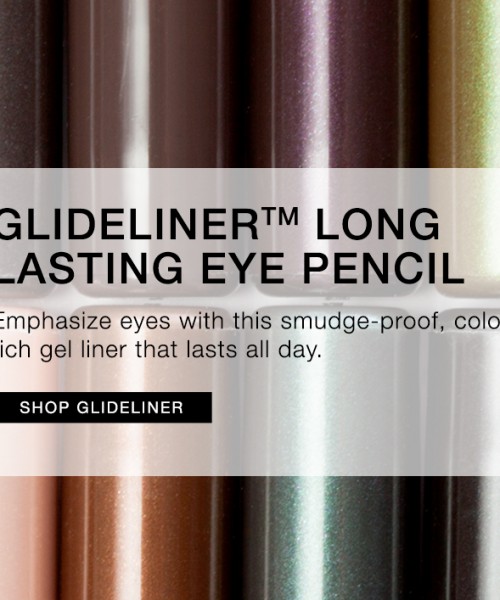 GLIDELINER™ LONG
LASTING EYE PENCIL
Emphasize eyes with this smudge-proof, colo
ich gel liner that lasts all day.
SHOP GLIDELINER